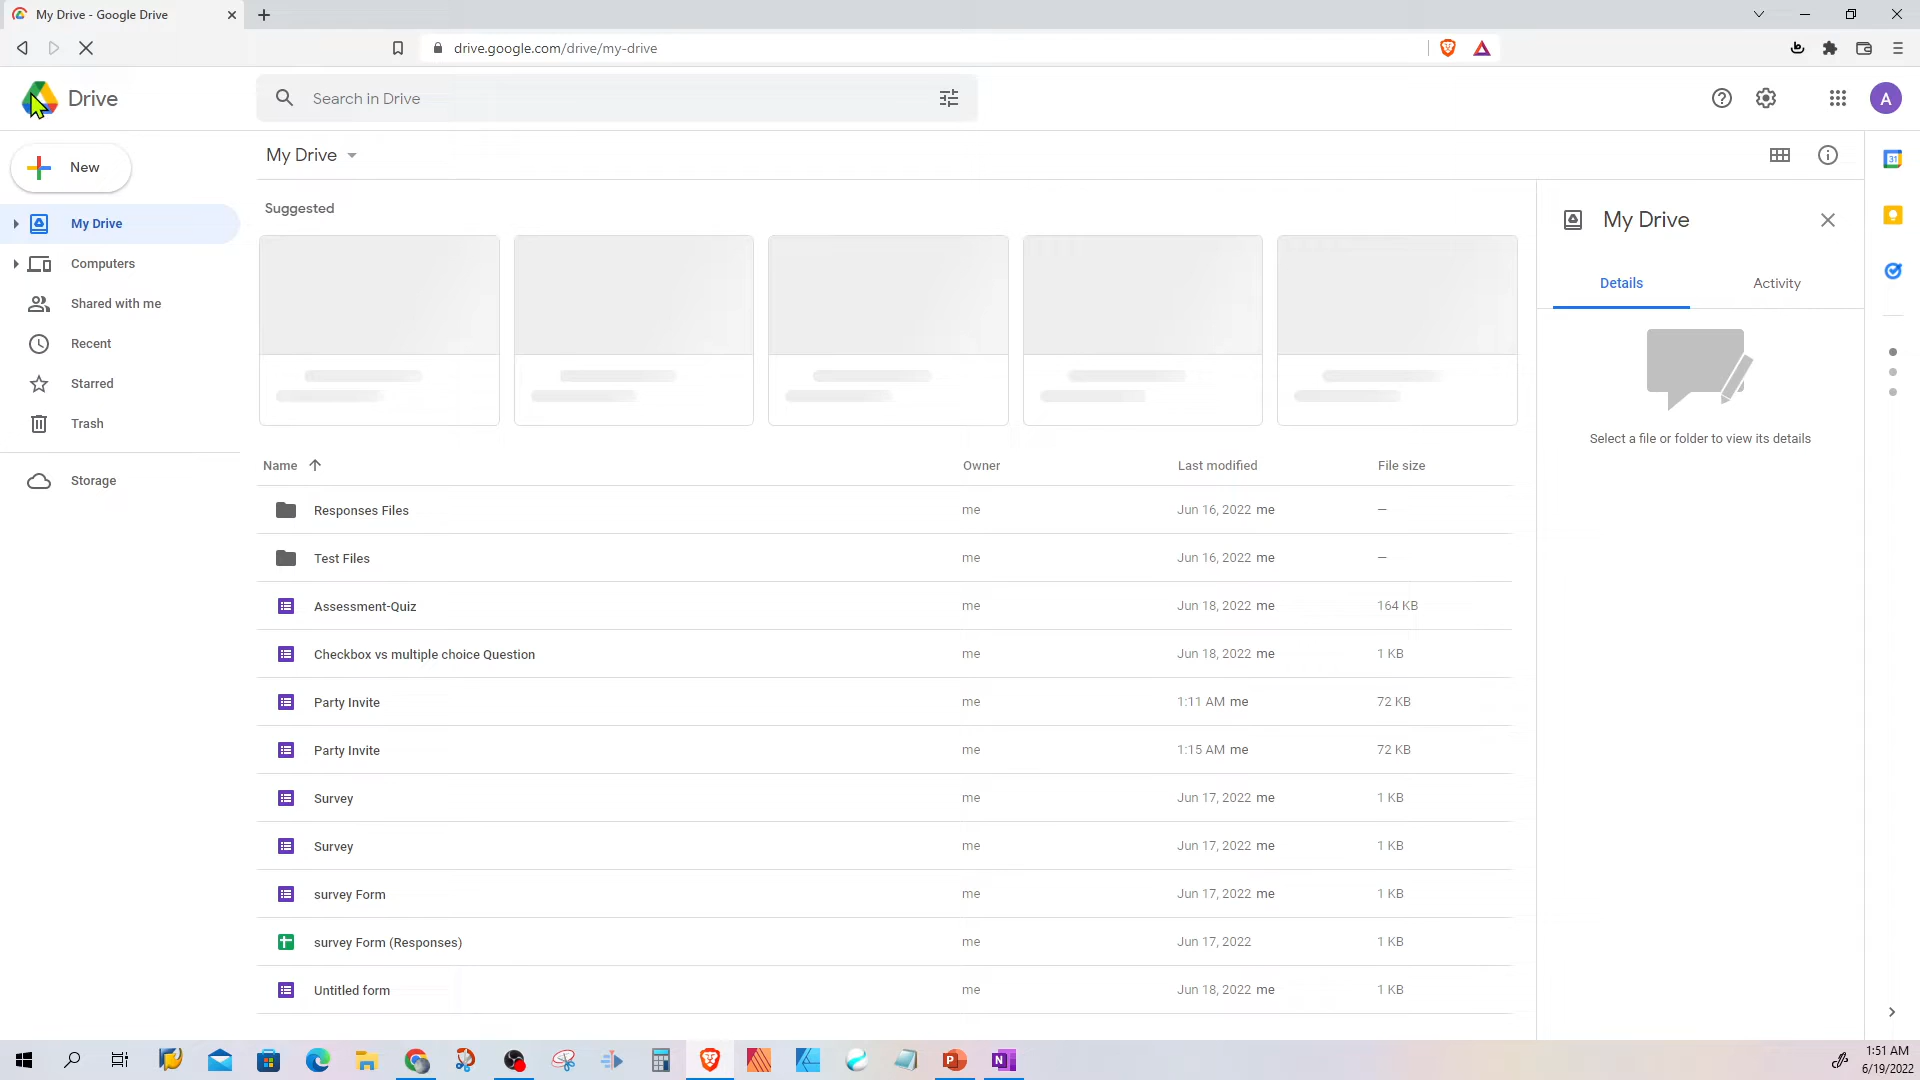 My Drive - Google Drive
drive.google.com/drive/my-drive
Drive
Search in Drive
A
New
My Drive
31
My Drive
Suggested
My Drive
Computers
Details
Activity
Shared with me
Recent
Starred
Trash
Select a file or folder to view its details
Name
Owner
Last modified
File size
Storage
Responses Files me Jun 16, 2022 me —
Test Files me Jun 16, 2022 me —
Assessment-Quiz me Jun 18, 2022 me 164 KB
Checkbox vs multiple choice Question me Jun 18, 2022 me 1 KB
Party Invite me 1:11 AM me 72 KB
Party Invite me 1:15 AM me 72 KB
Survey me Jun 17, 2022 me 1 KB
Survey me Jun 17, 2022 me 1 KB
survey Form me Jun 17, 2022 me 1 KB
survey Form (Responses) me Jun 17, 2022 1 KB
Untitled form me Jun 18, 2022 me 1 KB
P
N
1:51 AM
6/19/2022